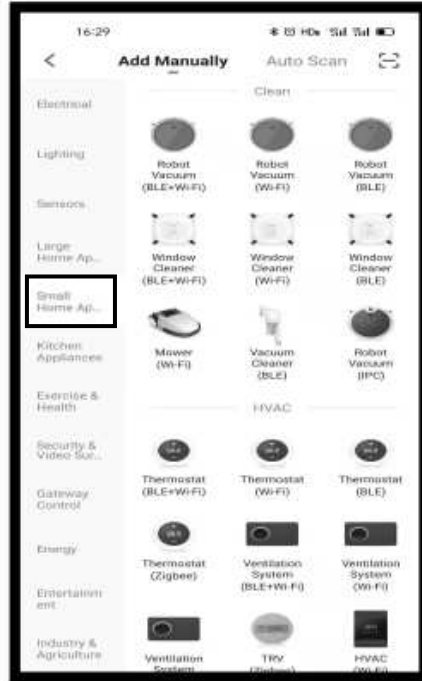 16:29
Add Manually Auto Scan
Clean
Electrical
Lighting
Sensors
Large
Home Ap...
Small
Home Ap...
Kitchen
Appliances
Exercise &
Health
Security &
Video Sur...
Gateway
Control
Energy
Entertainm
ent
Industry &
Agriculture
Robot Robot Robot
Vacuum Vacuum Vacuum
(BLE+Wi-Fi) (Wi-Fi) (BLE)
Window Window Window
Cleaner Cleaner Cleaner
(BLE+Wi-Fi) (Wi-Fi) (BLE)
Mower Vacuum Robot
(Wi-Fi) Cleaner Vacuum
(BLE) (IPC)
HVAC
Thermostat Thermostat Thermostat
(BLE+Wi-Fi) (Wi-Fi) (BLE)
Thermostat Ventilation Ventilation
(Zigbee) System System
(BLE+Wi-Fi) (Wi-Fi)
Ventilation TRV HVAC
System (Zigbee) (Wi-Fi)